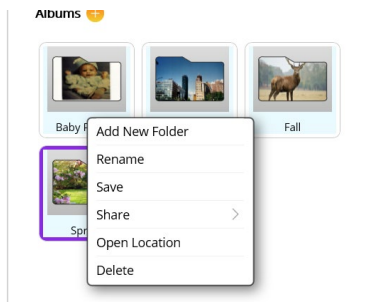 Albums
Baby
Fall
Add New Folder
Rename
Save
Share
Open Location
Delete
Spr